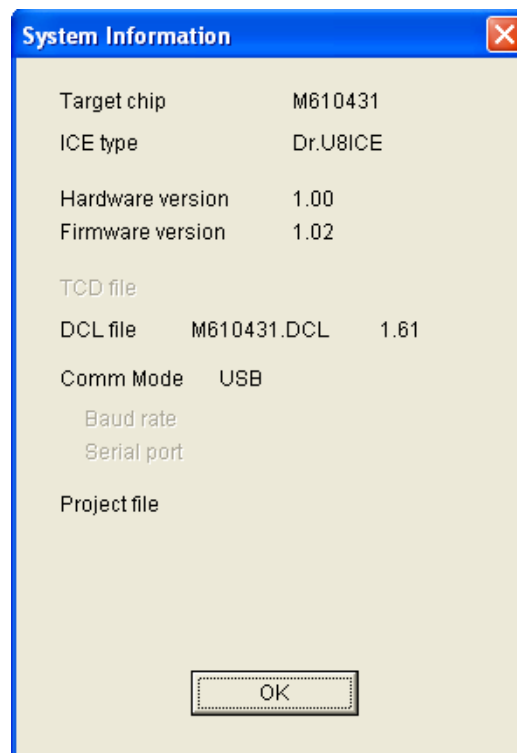 System Information
Target chip M610431
ICE type Dr.U8ICE
Hardware version 1.00
Firmware version 1.02
TCD file
DCL file M610431.DCL 1.61
Comm Mode USB
Baud rate
Serial port
Project file
OK